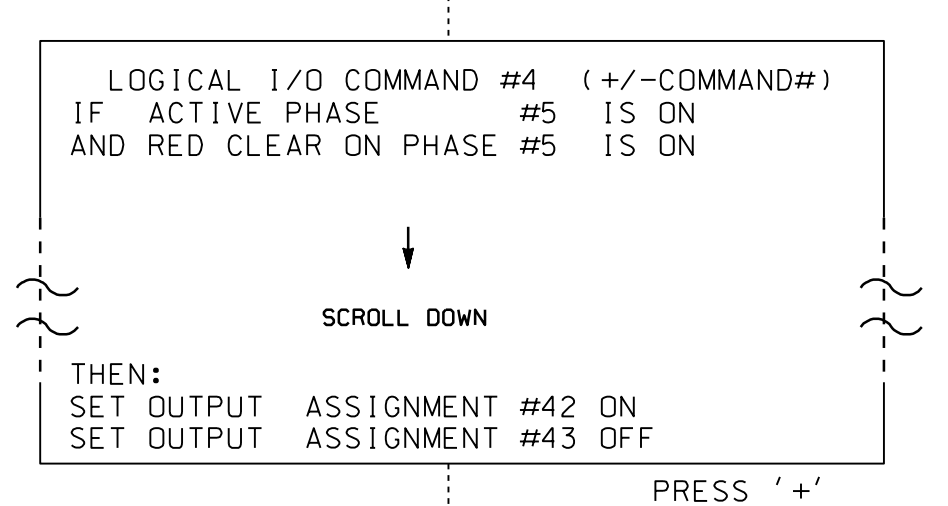 LOGICAL I/O COMMAND #4 (+/-COMMAND#)
IF ACTIVE PHASE #5 IS ON
AND RED CLEAR ON PHASE #5 IS ON
SCROLL DOWN
THEN:
SET OUTPUT ASSIGNMENT #42 ON
SET OUTPUT ASSIGNMENT #43 OFF
PRESS '+'